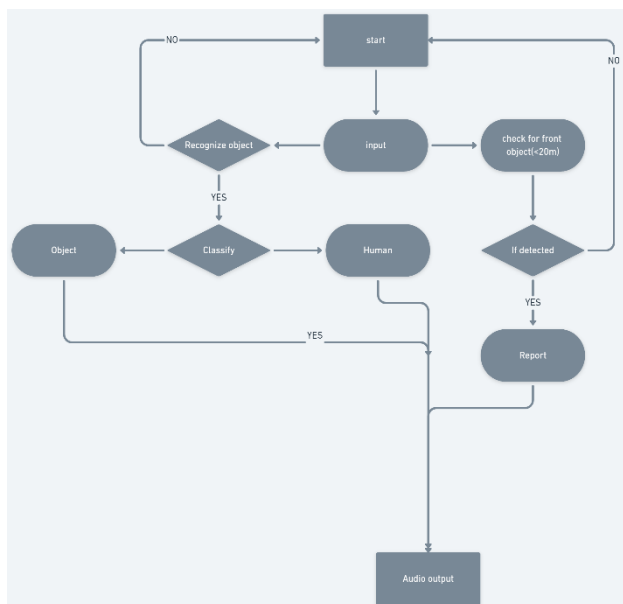 NO
start
NO
Recognize object
input
check for front
object(<20m)
YES
Object
Classify
Human
If detected
YES
YES
Report
Audio output